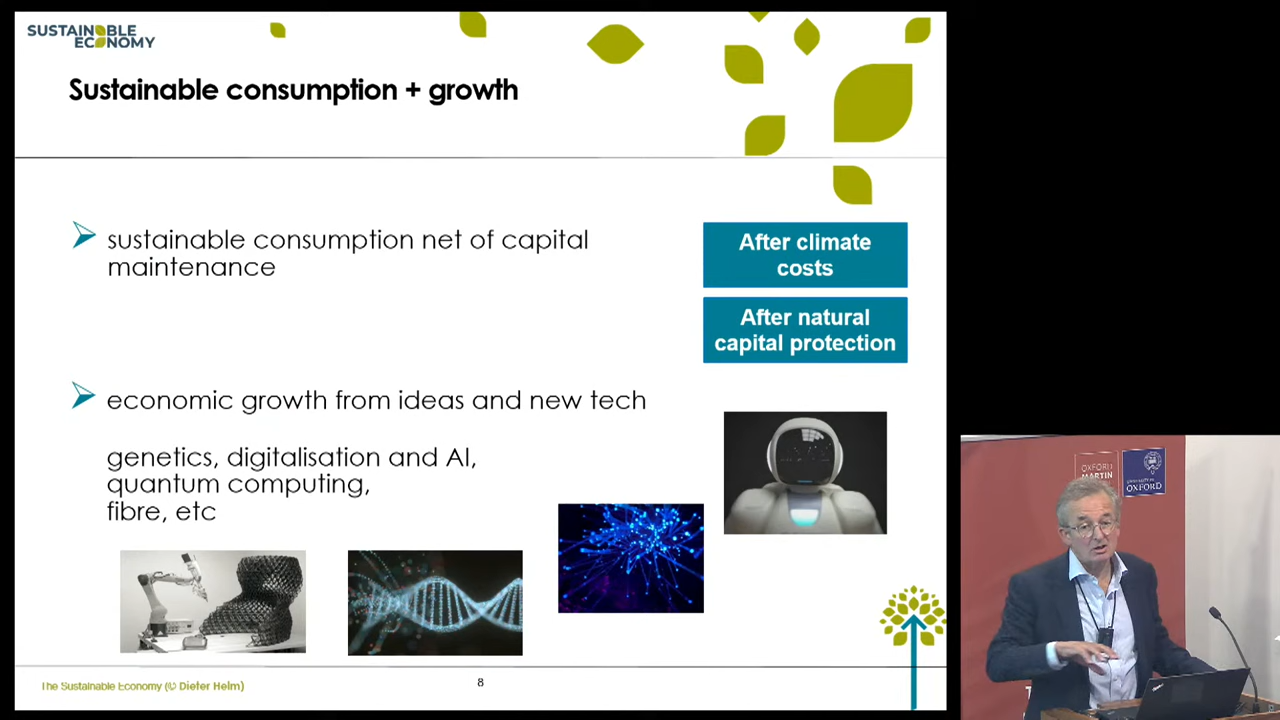 SUSTAINABLE
ECONOMY
Sustainable consumption + growth
sustainable consumption net of capital
maintenance
After climate
costs
After natural
capital protection
economic growth from ideas and new tech
genetics, digitalisation and AI,
quantum computing,
fibre, etc
OXFORD
MARTIN
UNIVERSITY OF
OXFORD
The Sustainable Economy (© Dieter Helm)
8